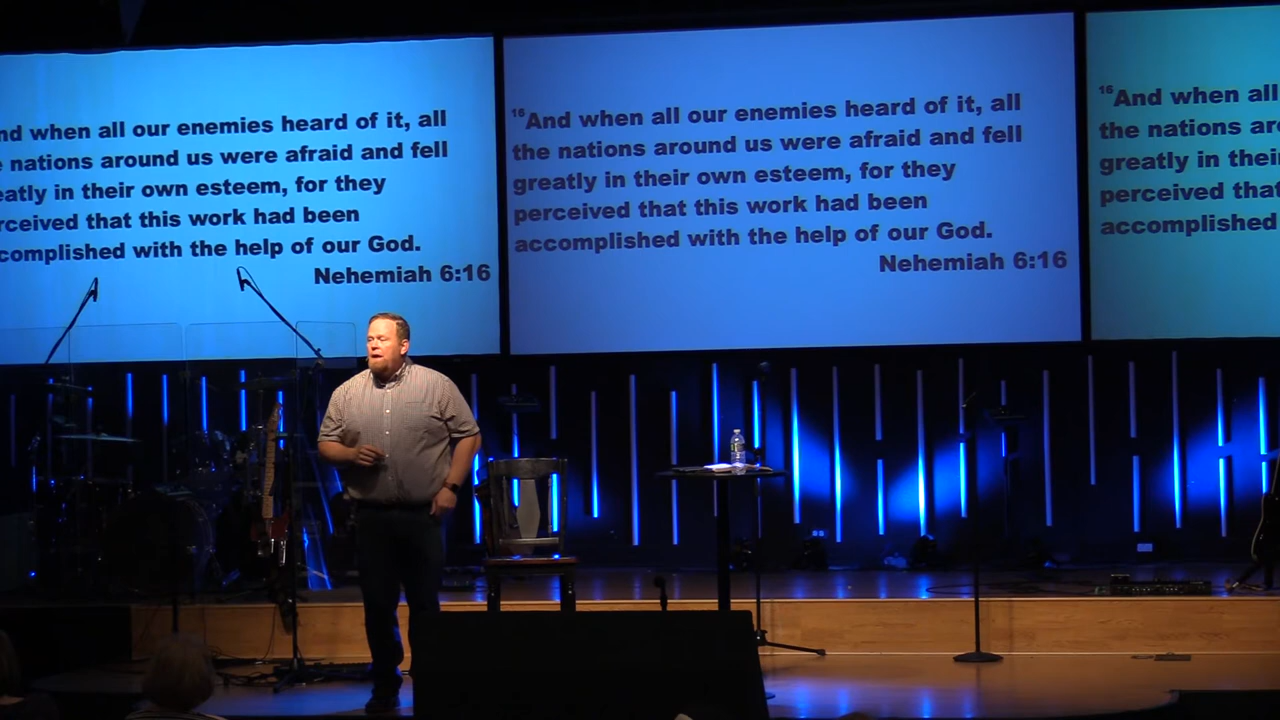 nd when all our enemies heard of it, all
e nations around us were afraid and fell
eatly in their own esteem, for they
rceived that this work had been
complished with the help of our God.
Nehemiah 6:16
16And when all our enemies heard of it, all
the nations around us were afraid and fell
greatly in their own esteem, for they
perceived that this work had been
accomplished with the help of our God.
Nehemiah 6:16
16And when all
the nations ar
greatly in their
perceived that
accomplished